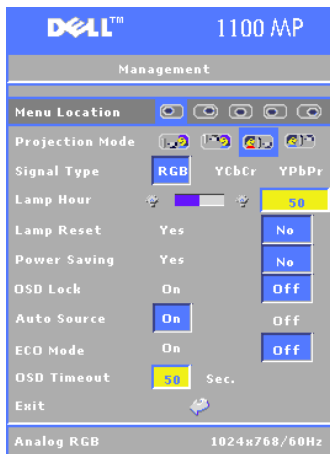 DELL™ 1100 MP
Management
Menu Location
Projection Mode
Signal Type RGB YCbCr YPbPr
Lamp Hour 50
Lamp Reset Yes No
Power Saving Yes No
OSD Lock On Off
Auto Source On Off
ECO Mode On Off
OSD Timeout 50 Sec.
Exit
Analog RGB 1024x768/60Hz